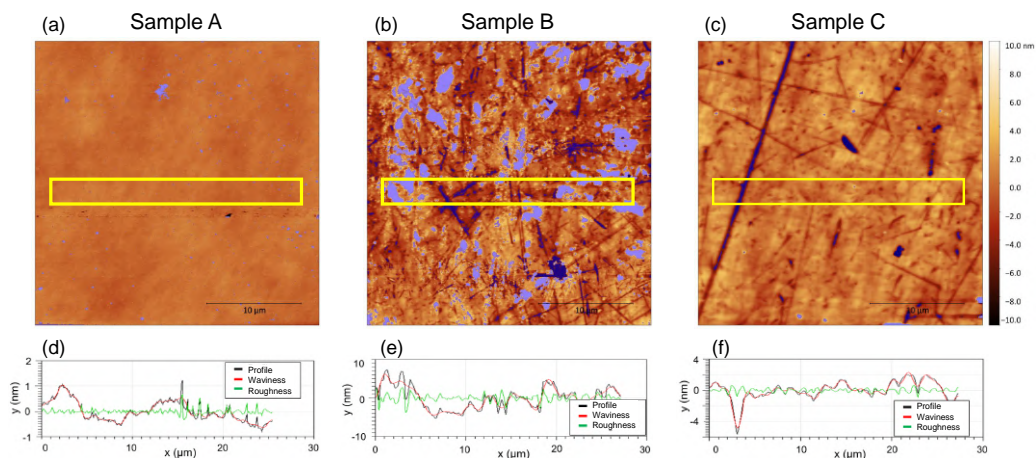 Sample A
Sample B
Sample C
(a)
(b)
(c)
10.0 nm
8.0
6.0
4.0
2.0
0.0
-2.0
-4.0
-6.0
-8.0
-10.0
10 µm
10 µm
10 µm
(d)
(e)
(f)
y (nm)
2
1
0
-1
0
10
20
30
x (µm)
Profile
Waviness
Roughness
y (nm)
10
0
-10
0
10
20
30
x (µm)
Profile
Waviness
Roughness
y (nm)
4
0
-4
0
10
20
30
x (µm)
Profile
Waviness
Roughness